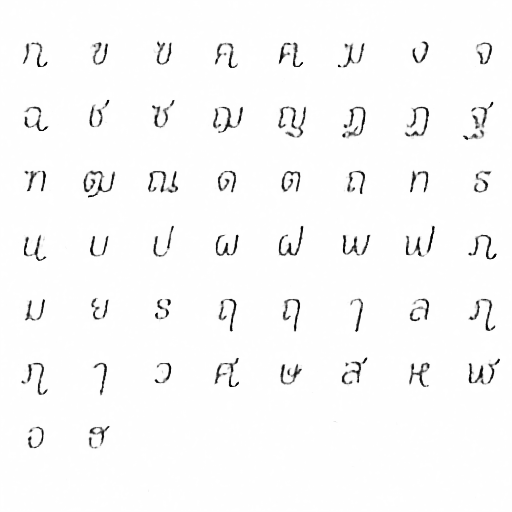 ก ข ฃ ค ฅ ฆ ง จ
ฉ ช ซ ฌ ญ ฎ ฏ ฐ
ฑ ฒ ณ ด ต ถ ท ธ
น บ ป ผ ฝ พ ฟ ภ
ม ย ร ฤ ฤ ๅ ล ฦ
ฦ ๅ ว ศ ษ ส ห ฬ
อ ฮ